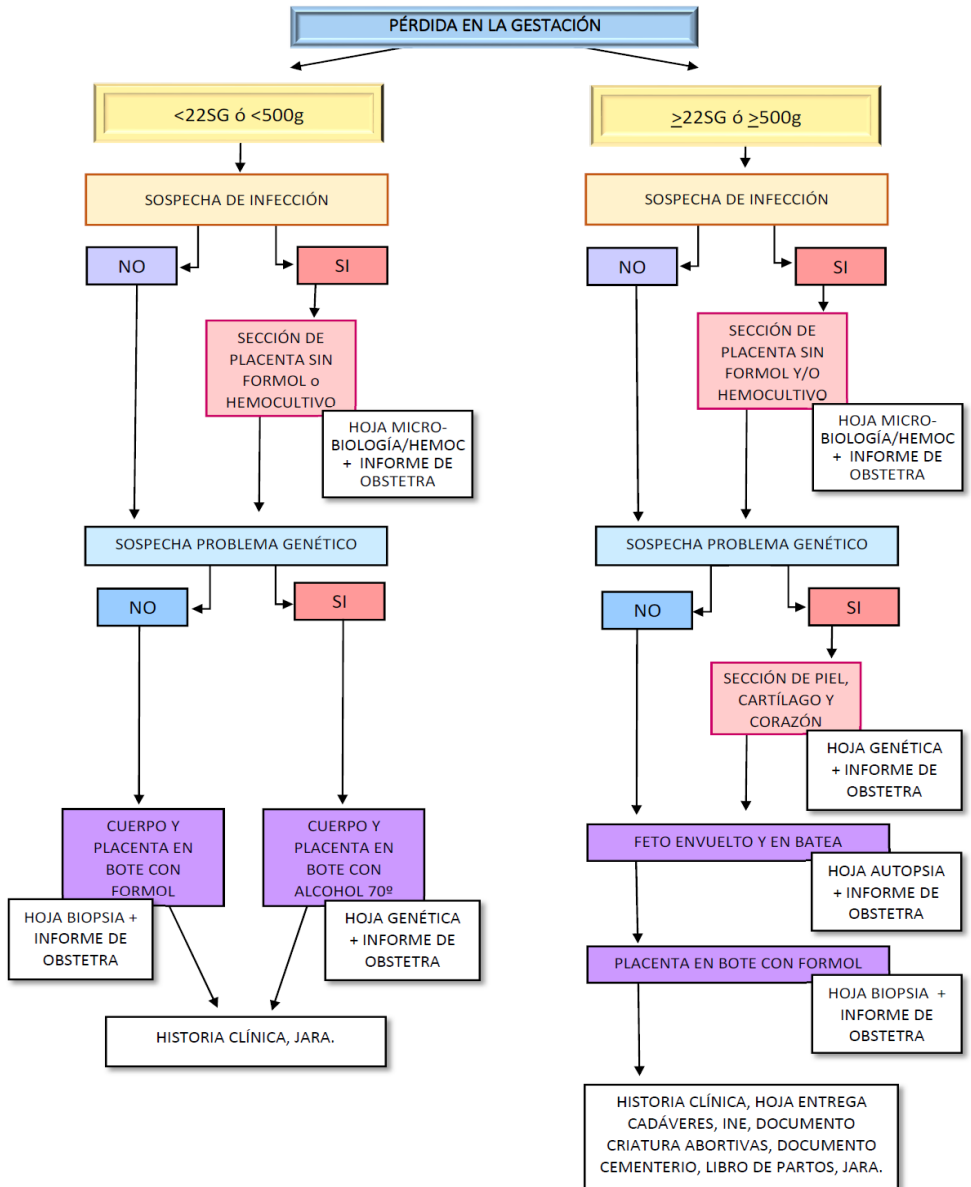 PÉRDIDA EN LA GESTACIÓN
<22SG ó <500g
SOSPECHA DE INFECCIÓN
NO
SI
SECCIÓN DE
PLACENTA SIN
FORMOL o
HEMOCULTIVO
HOJA MICRO-
BIOLOGÍA/HEMOC
+ INFORME DE
OBSTETRA
SOSPECHA PROBLEMA GENÉTICO
NO
SI
CUERPO Y
PLACENTA EN
BOTE CON
FORMOL
HOJA BIOPSIA +
INFORME DE
OBSTETRA
CUERPO Y
PLACENTA EN
BOTE CON
ALCOHOL 70º
HOJA GENÉTICA
+ INFORME DE
OBSTETRA
HISTORIA CLÍNICA, JARA.
≥22SG ó ≥500g
SOSPECHA DE INFECCIÓN
NO
SI
SECCIÓN DE
PLACENTA SIN
FORMOL Y/O
HEMOCULTIVO
HOJA MICRO-
BIOLOGÍA/HEMOC
+ INFORME DE
OBSTETRA
SOSPECHA PROBLEMA GENÉTICO
NO
SI
SECCIÓN DE PIEL,
CARTÍLAGO Y
CORAZÓN
HOJA GENÉTICA
+ INFORME DE
OBSTETRA
FETO ENVUELTO Y EN BATEA
HOJA AUTOPSIA
+ INFORME DE
OBSTETRA
PLACENTA EN BOTE CON FORMOL
HOJA BIOPSIA +
INFORME DE
OBSTETRA
HISTORIA CLÍNICA, HOJA ENTREGA
CADÁVERES, INE, DOCUMENTO
CRIATURA ABORTIVAS, DOCUMENTO
CEMENTERIO, LIBRO DE PARTOS, JARA.